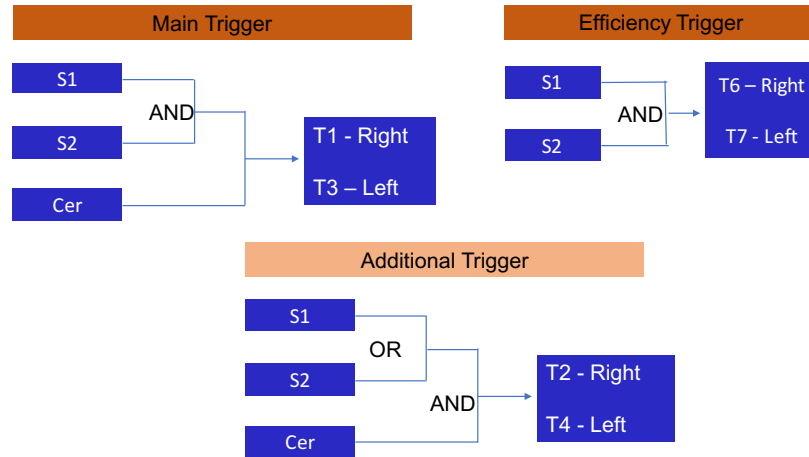 Main Trigger
S1
AND
S2
Cer
T1 - Right
T3 – Left
Efficiency Trigger
S1
AND
S2
T6 – Right
T7 - Left
Additional Trigger
S1
OR
S2
AND
Cer
T2 - Right
T4 - Left